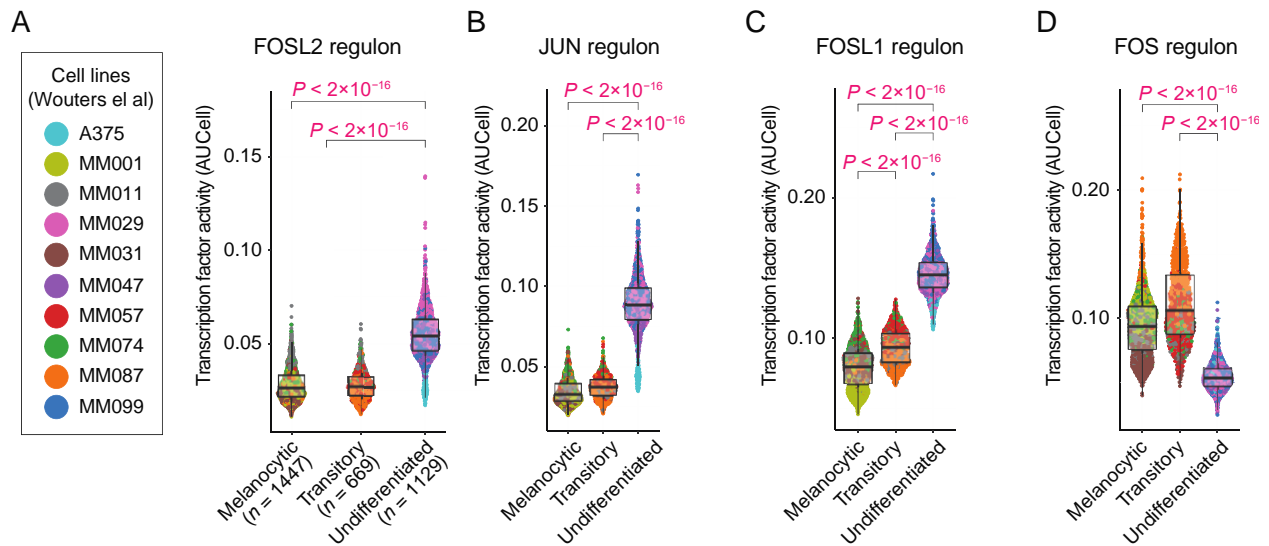 A
Cell lines
(Wouters el al)
A375
MM001
MM011
MM029
MM031
MM047
MM057
MM074
MM087
MM099
FOSL2 regulon
Transcription factor activity (AUCell)
0.15
0.10
0.05
P < 2×10⁻¹⁶
P < 2×10⁻¹⁶
Melanocytic
(n = 1447)
Transitory
(n = 669)
Undifferentiated
(n = 1129)
B
JUN regulon
Transcription factor activity (AUCell)
0.20
0.15
0.10
0.05
P < 2×10⁻¹⁶
P < 2×10⁻¹⁶
Melanocytic
Transitory
Undifferentiated
C
FOSL1 regulon
Transcription factor activity (AUCell)
0.20
0.10
P < 2×10⁻¹⁶
P < 2×10⁻¹⁶
P < 2×10⁻¹⁶
Melanocytic
Transitory
Undifferentiated
D
FOS regulon
Transcription factor activity (AUCell)
0.20
0.10
P < 2×10⁻¹⁶
P < 2×10⁻¹⁶
Melanocytic
Transitory
Undifferentiated